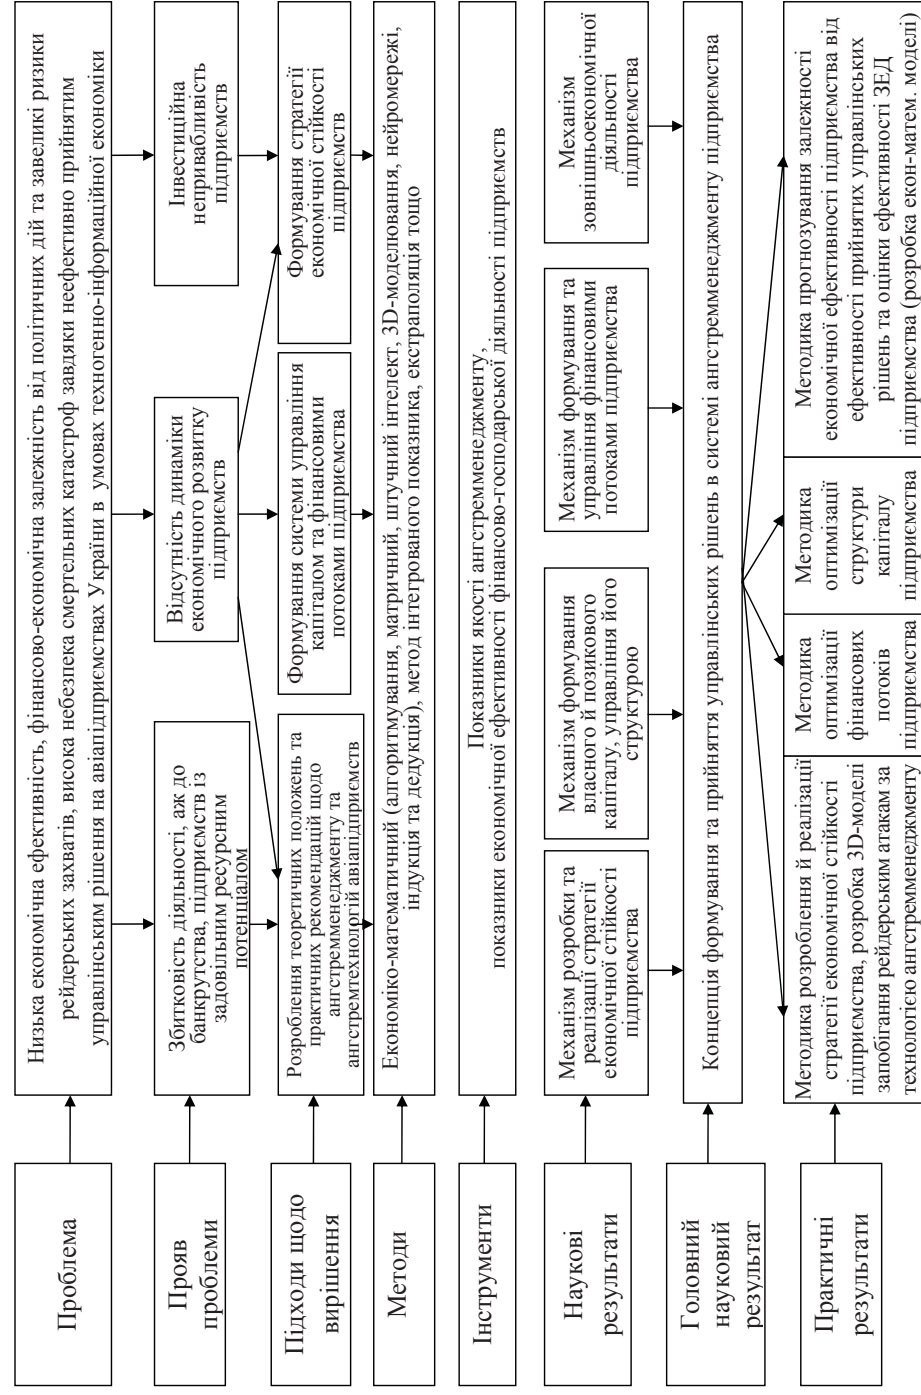 Проблема
Низька економічна ефективність, фінансово-економічна залежність від політичних дій та завеликі ризики
рейдерських захватів, висока небезпека смертельних катастроф завдяки неефективно прийнятим
управлінським рішення на авіапідприємствах України в умовах техногенно-інформаційної економіки
Прояв
проблеми
Збитковість діяльності, аж до
банкрутства, підприємств із
задовільним ресурсним
потенціалом
Відсутність динаміки
економічного розвитку
підприємств
Інвестиційна
непривабливість
підприємств
Підходи щодо
вирішення
Розроблення теоретичних положень та
практичних рекомендацій щодо
ангстремменеджменту та
ангстремтехнологій авіапідприємств
Формування системи управління
капіталом та фінансовими
потоками підприємства
Формування стратегії
економічної стійкості
підприємств
Методи
Економіко-математичний (алгоритмування, матричний, штучний інтелект, 3D-моделювання, нейромережі,
індукція та дедукція), метод інтегрованого показника, екстраполяція тощо
Інструменти
Показники якості ангстремменеджменту,
показники економічної ефективності фінансово-господарської діяльності підприємств
Наукові
результати
Механізм розробки та
реалізації стратегії
економічної стійкості
підприємства
Механізм формування
власного й позикового
капіталу, управління його
структурою
Механізм формування та
управління фінансовими
потоками підприємства
Механізм
зовнішньоекономічної
діяльності
підприємства
Головний
науковий
результат
Концепція формування та прийняття управлінських рішень в системі ангстремменеджменту підприємства
Практичні
результати
Методика розроблення й реалізації
стратегії економічної стійкості
підприємства, розробка 3D-моделі
запобігання рейдерським атакам за
технологією ангстремменеджменту
Методика
оптимізації
фінансових
потоків
підприємства
Методика
оптимізації
структури
капіталу
підприємства
Методика прогнозування залежності
економічної ефективності підприємства від
ефективності прийнятих управлінських
рішень та оцінки ефективності ЗЕД
підприємства (розробка екон-матем. моделі)